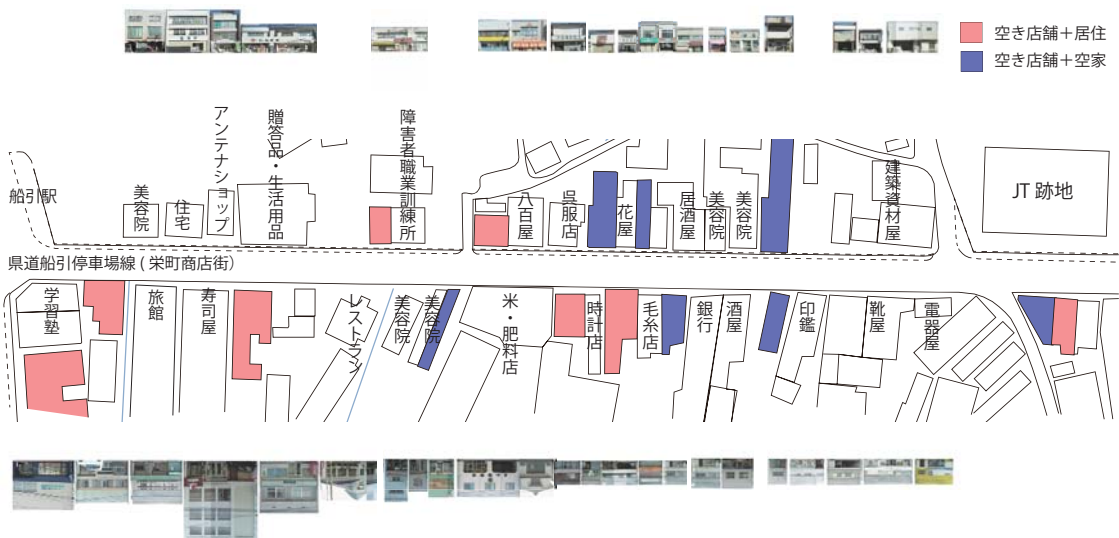 空き店舗＋居住
空き店舗＋空家
船引駅
美容院
住宅
アンテナショップ
贈答品・生活用品
障害者職業訓練所
八百屋
呉服店
花屋
居酒屋
美容院
美容院
建築資材屋
JT 跡地
県道船引停車場線 ( 栄町商店街)
学習塾
旅館
寿司屋
レストラン
美容院
美容院
米・肥料店
時計店
毛糸店
銀行
酒屋
印鑑
靴屋
電器屋